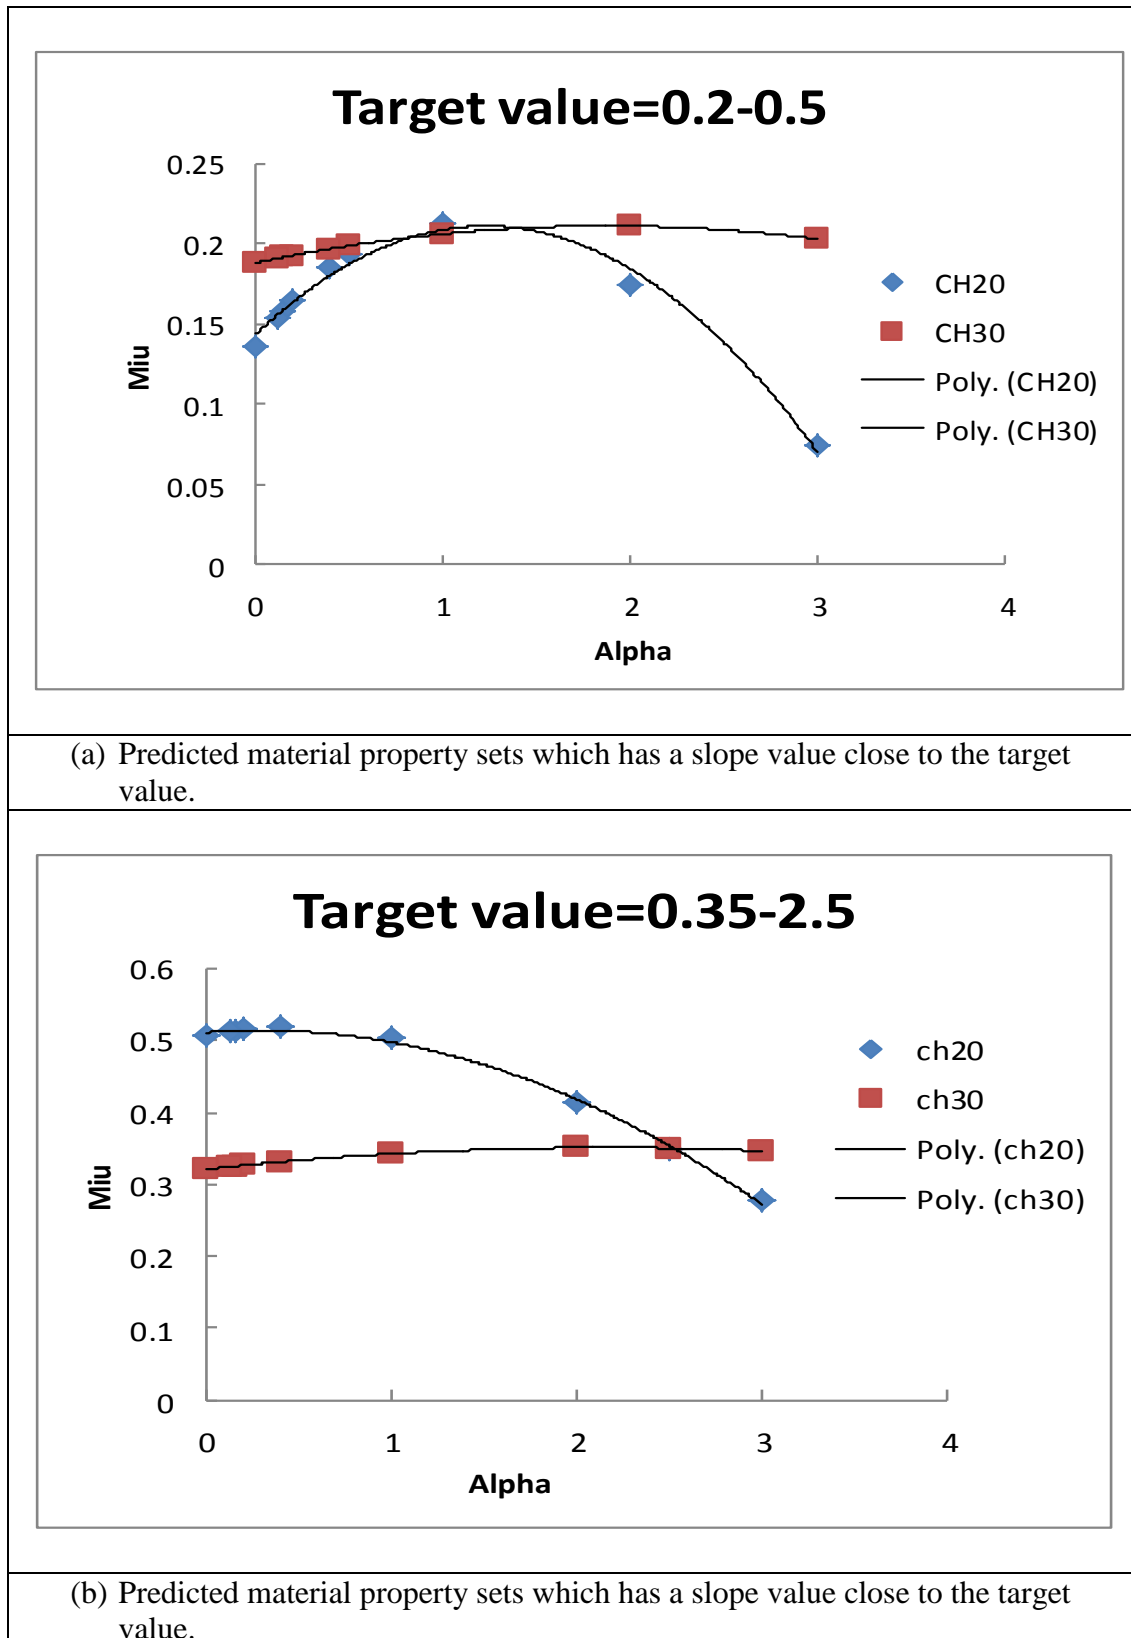 Target value=0.2-0.5
0.25
0.2
0.15
0.1
0.05
0
Miu
0 1 2 3 4
Alpha
CH20
CH30
Poly. (CH20)
Poly. (CH30)
(a) Predicted material property sets which has a slope value close to the target
value.
Target value=0.35-2.5
0.6
0.5
0.4
0.3
0.2
0.1
0
Miu
0 1 2 3 4
Alpha
ch20
ch30
Poly. (ch20)
Poly. (ch30)
(b) Predicted material property sets which has a slope value close to the target
value.